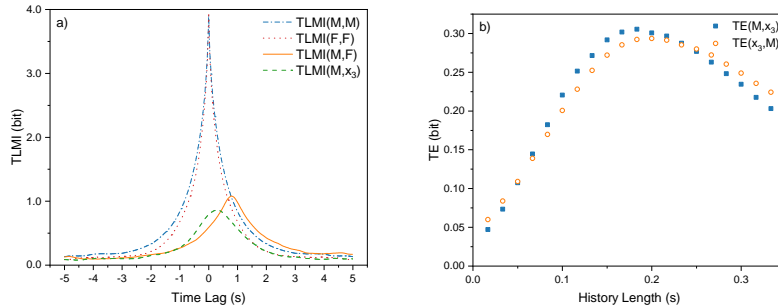 a)
TLMI(M,M)
TLMI(F,F)
TLMI(M,F)
TLMI(M,x₃)
4.0
3.0
2.0
1.0
0.0
TLMI (bit)
-5 -4 -3 -2 -1 0 1 2 3 4 5
Time Lag (s)
b)
TE(M,x₃)
TE(x₃,M)
0.30
0.25
0.20
0.15
0.10
0.05
0.00
TE (bit)
0.0 0.1 0.2 0.3
History Length (s)